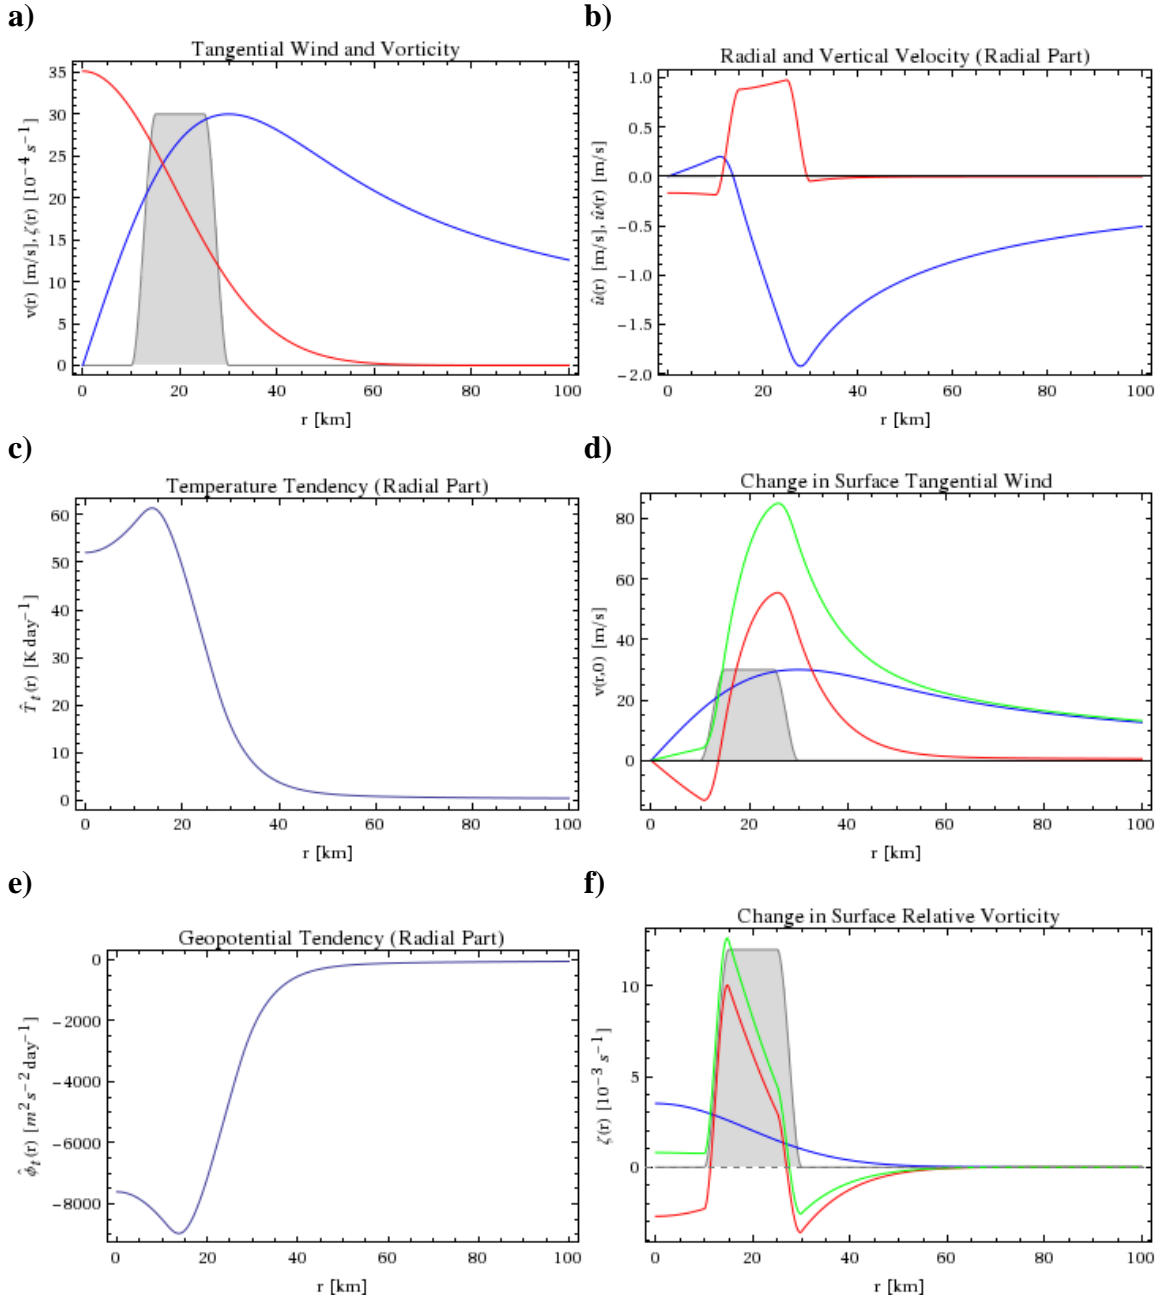 a)
Tangential Wind and Vorticity
35
30
25
20
15
10
5
0
v(r) [m/s], ζ(r) [10⁻⁴ s⁻¹]
0 20 40 60 80 100
r [km]
b)
Radial and Vertical Velocity (Radial Part)
1.0
0.5
0.0
−0.5
−1.0
−1.5
−2.0
û(r) [m/s], ŵ(r) [m/s]
0 20 40 60 80 100
r [km]
c)
Temperature Tendency (Radial Part)
60
50
40
30
20
10
0
T̂ₜ(r) [K day⁻¹]
0 20 40 60 80 100
r [km]
d)
Change in Surface Tangential Wind
80
60
40
20
0
v(r,0) [m/s]
0 20 40 60 80 100
r [km]
e)
Geopotential Tendency (Radial Part)
0
−2000
−4000
−6000
−8000
ϕ̂ₜ(r) [m² s⁻² day⁻¹]
0 20 40 60 80 100
r [km]
f)
Change in Surface Relative Vorticity
10
5
0
ζ(r) [10⁻³ s⁻¹]
0 20 40 60 80 100
r [km]